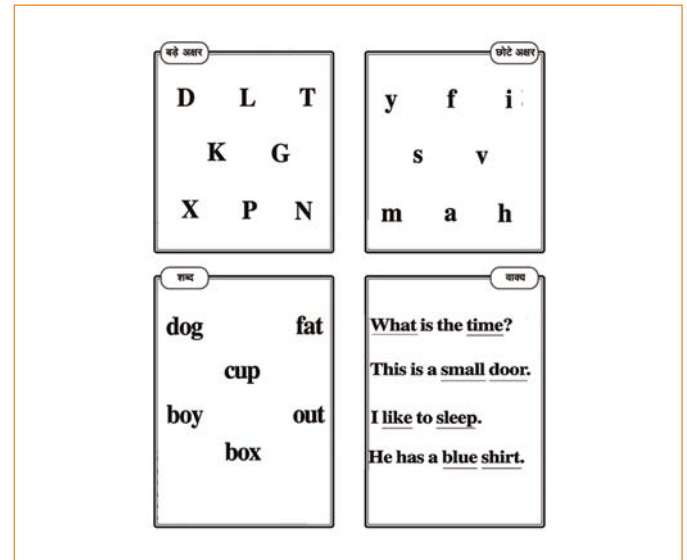 बड़े अक्षर
D L T
K G
X P N
छोटे अक्षर
y f i
s v
m a h
शब्द
dog fat
cup
boy out
box
वाक्य
What is the time?
This is a small door.
I like to sleep.
He has a blue shirt.